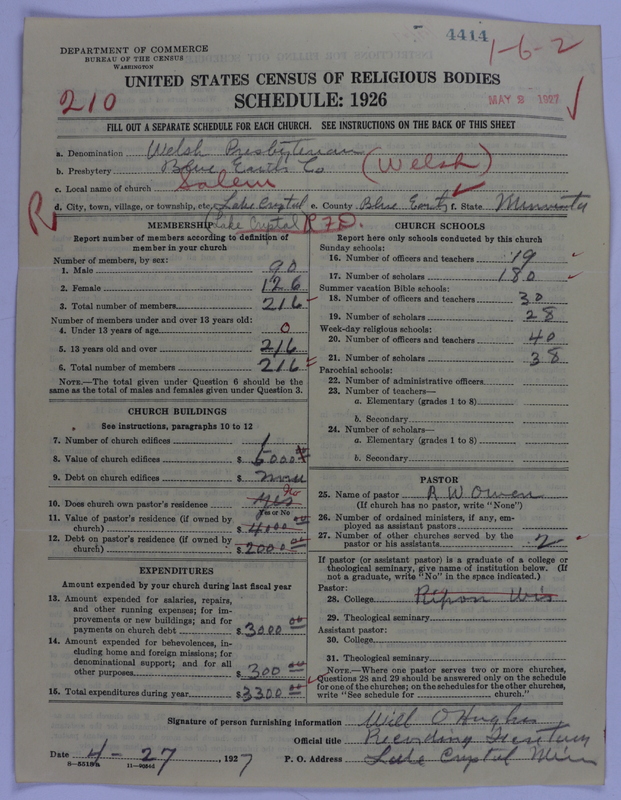 4414
1-6-2
DEPARTMENT OF COMMERCE
BUREAU OF THE CENSUS
WASHINGTON
UNITED STATES CENSUS OF RELIGIOUS BODIES
210
SCHEDULE: 1926
MAY 2 1927
FILL OUT A SEPARATE SCHEDULE FOR EACH CHURCH. SEE INSTRUCTIONS ON THE BACK OF THIS SHEET
a. Denomination Welsh Presbyterian
b. Presbytery Blue Earth Co (Welsh)
c. Local name of church Salem
d. City, town, village, or township, etc. Lake Crystal e. County Blue Earth f. State Minnesota
R
Lake Crystal R.F.D.
MEMBERSHIP
Report number of members according to definition of
member in your church
Number of members, by sex:
1. Male 90
2. Female 126
3. Total number of members 216
Number of members under and over 13 years old:
4. Under 13 years of age 0
5. 13 years old and over 216
6. Total number of members 216
NOTE.—The total given under Question 6 should be
same as the total of males and females given under Question 3.
CHURCH BUILDINGS
See instructions, paragraphs 10 to 12
7. Number of church edifices 1
8. Value of church edifices $ 5000
9. Debt on church edifices $ none
10. Does church own pastor's residence Yes No
Yes or No
11. Value of pastor's residence (if owned by
church) $ 4000 00
12. Debt on pastor's residence (if owned by
church) $ 2000 00
EXPENDITURES
Amount expended by your church during last fiscal year
13. Amount expended for salaries, repairs,
and other running expenses; for im-
provements or new buildings; and for
payments on church debt $ 3000 00
14. Amount expended for benevolences, in-
cluding home and foreign missions; for
denominational support; and for all
other purposes $ 300 00
15. Total expenditures during year $ 3300 00
CHURCH SCHOOLS
Report here only schools conducted by this church
Sunday schools:
16. Number of officers and teachers 19
17. Number of scholars 180
Summer vacation Bible schools:
18. Number of officers and teachers 30
19. Number of scholars 28
Week-day religious schools:
20. Number of officers and teachers 40
21. Number of scholars 38
Parochial schools:
22. Number of administrative officers
23. Number of teachers—
a. Elementary (grades 1 to 8)
b. Secondary
24. Number of scholars—
a. Elementary (grades 1 to 8)
b. Secondary
PASTOR
25. Name of pastor R W Owen
(If church has no pastor, write "None")
26. Number of ordained ministers, if any, em-
ployed as assistant pastors
27. Number of other churches served by the
pastor or his assistants 2
If pastor (or assistant pastor) is a graduate of a college or
theological seminary, give name of institution below. (If
not a graduate, write "No" in the space indicated.)
Pastor:
28. College Ripon Wis
29. Theological seminary
Assistant pastor:
30. College
31. Theological seminary
NOTE.—Where one pastor serves two or more churches,
Questions 28 and 29 should be answered only on the schedule
for one of the churches; on the schedules for the other churches,
write "See schedule for church."
Signature of person furnishing information Will O Hughes
Official title Recording Secretary
Date 4-27, 1927 P. O. Address Lake Crystal Minn